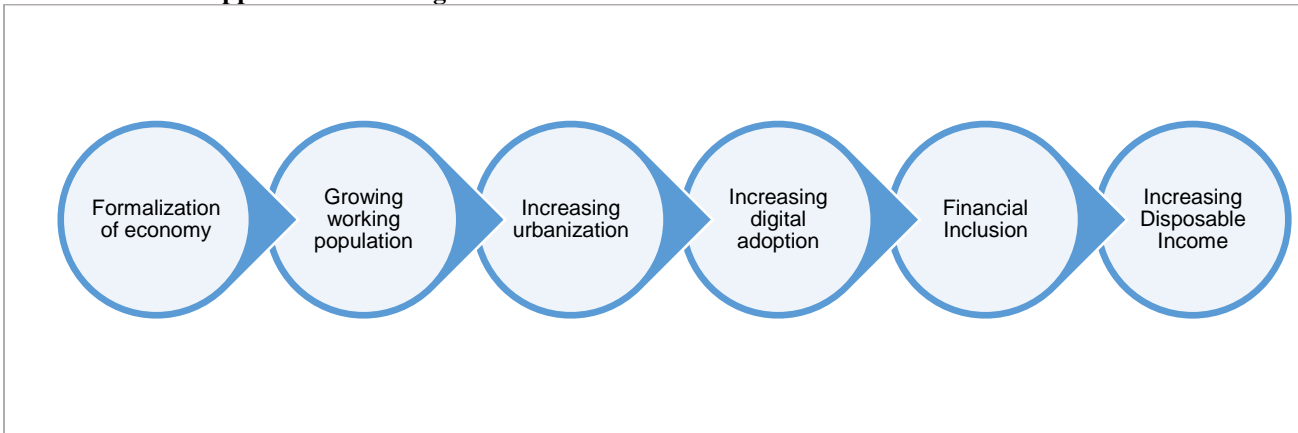 Formalization
of economy
Growing
working
population
Increasing
urbanization
Increasing
digital
adoption
Financial
Inclusion
Increasing
Disposable
Income